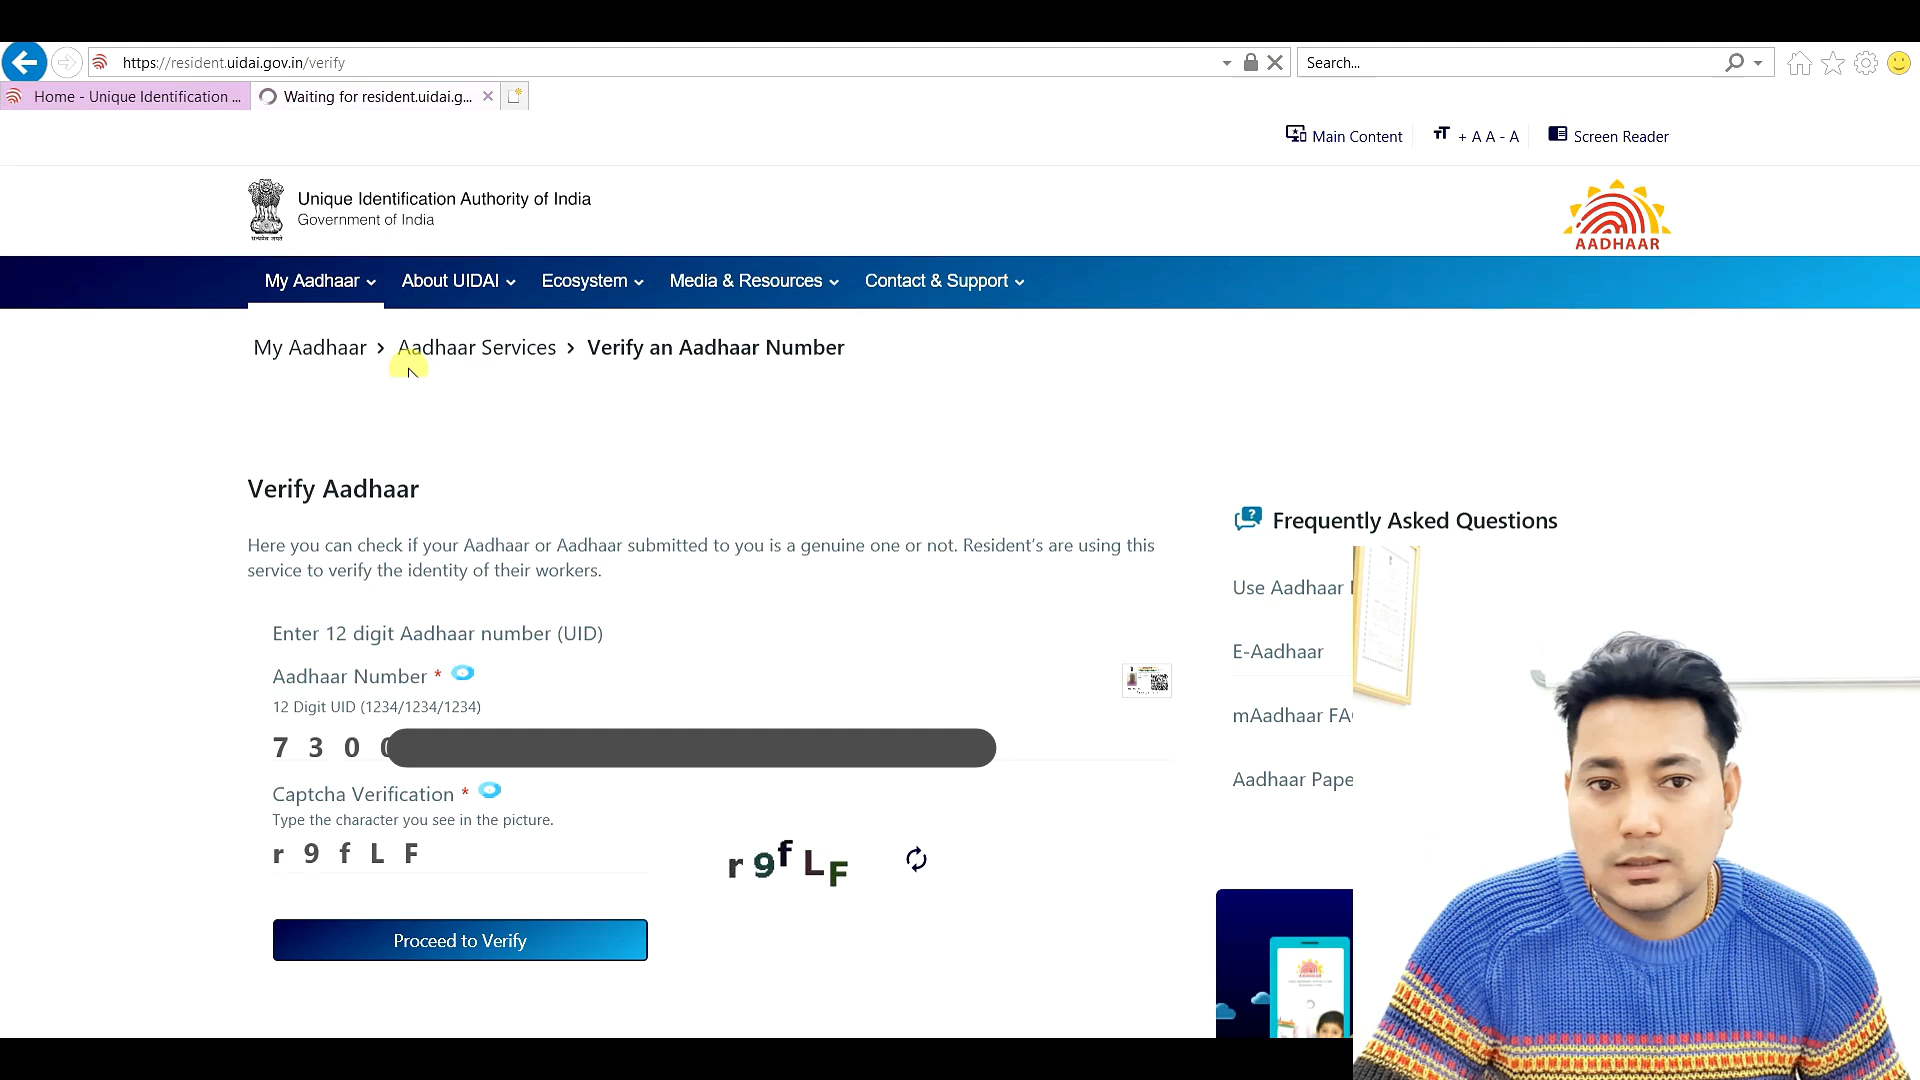 https://resident.uidai.gov.in/verify
Search...
Home - Unique Identification ...
Waiting for resident.uidai.g...
Main Content
+ A A - A
Screen Reader
Unique Identification Authority of India
Government of India
सत्यमेव जयते
AADHAAR
My Aadhaar
About UIDAI
Ecosystem
Media & Resources
Contact & Support
My Aadhaar > Aadhaar Services > Verify an Aadhaar Number
Verify Aadhaar
Here you can check if your Aadhaar or Aadhaar submitted to you is a genuine one or not. Resident's are using this
service to verify the identity of their workers.
Enter 12 digit Aadhaar number (UID)
Aadhaar Number *
12 Digit UID (1234/1234/1234)
7 3 0
Captcha Verification *
Type the character you see in the picture.
r 9 f L F
r 9 f L F
Proceed to Verify
Frequently Asked Questions
Use Aadhaar
E-Aadhaar
mAadhaar FA
Aadhaar Pape